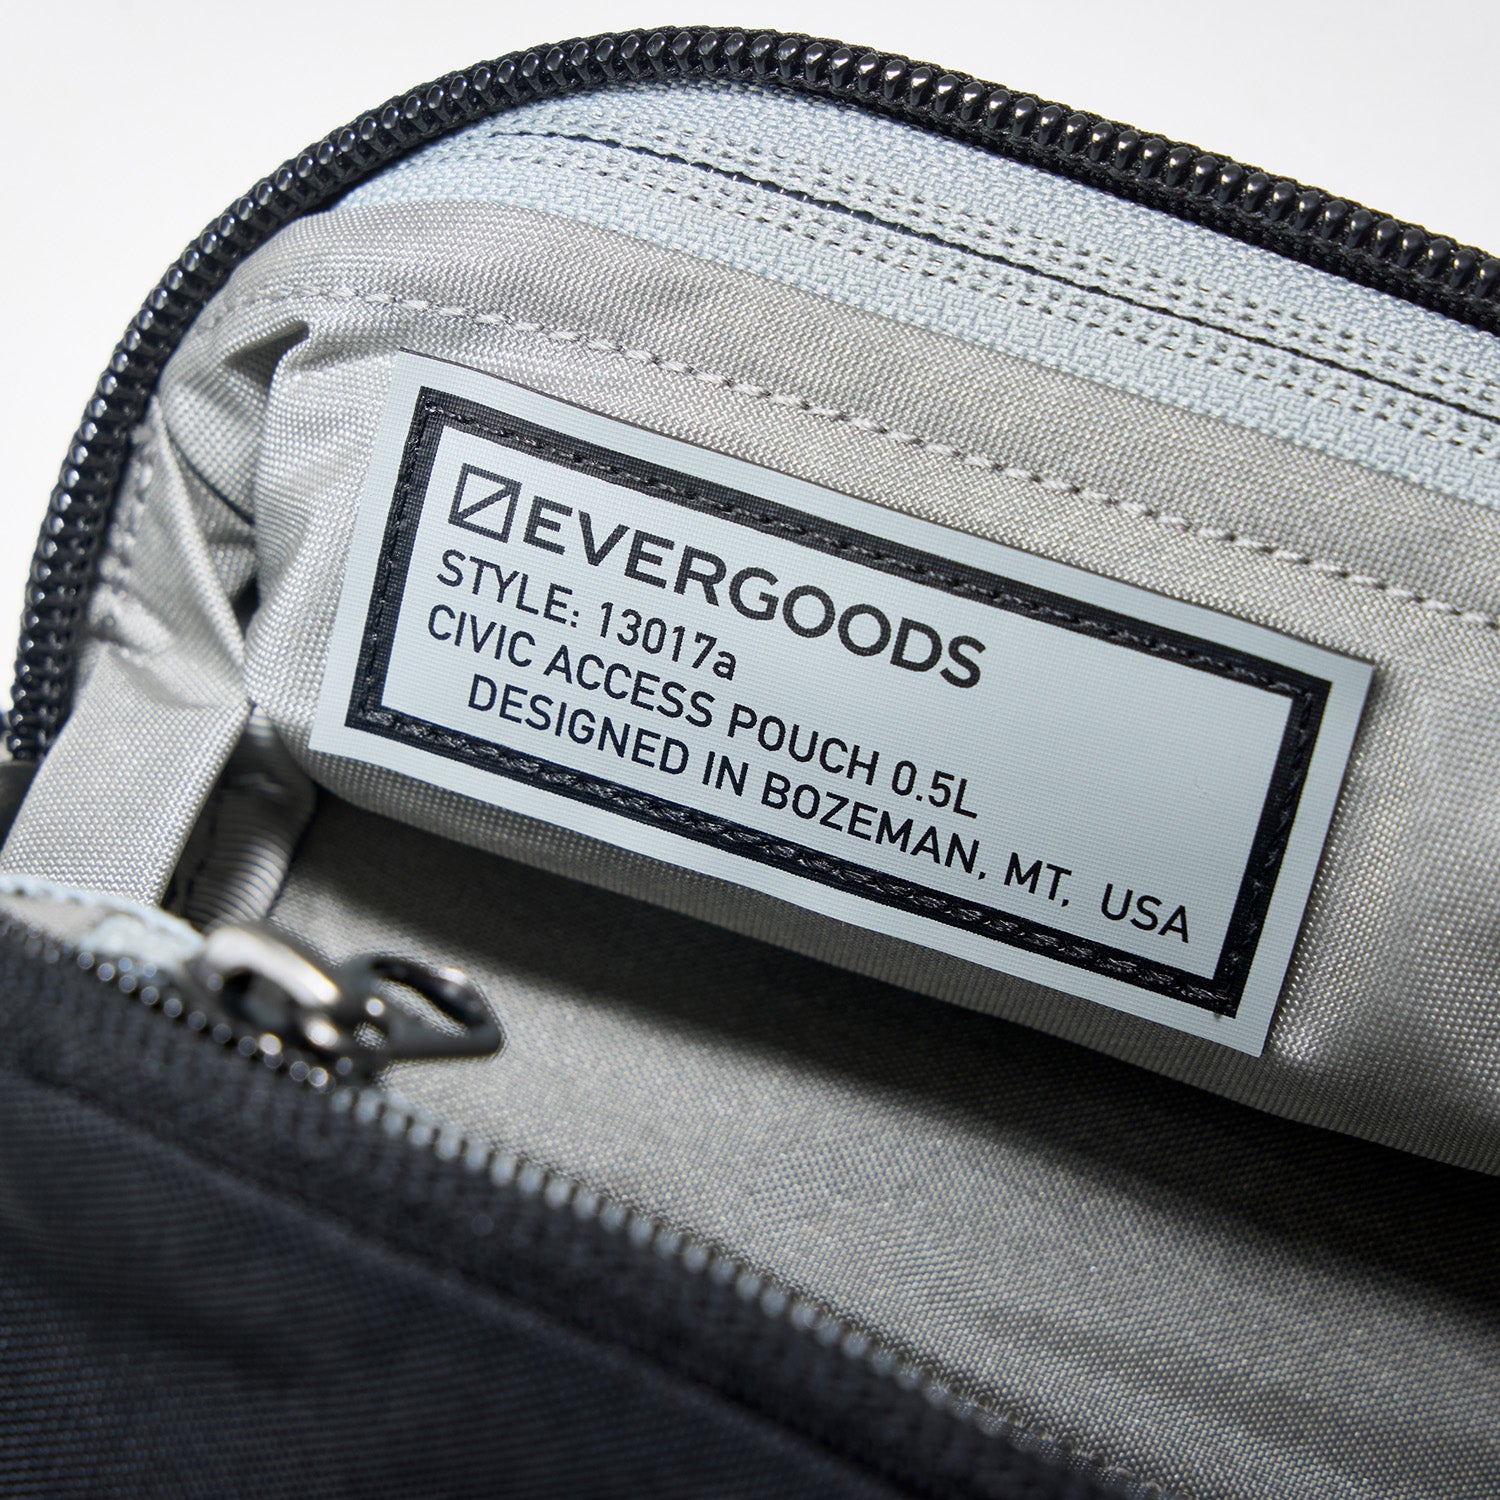 EVERGOODS
STYLE: 13017a
CIVIC ACCESS POUCH 0.5L
DESIGNED IN BOZEMAN, MT, USA